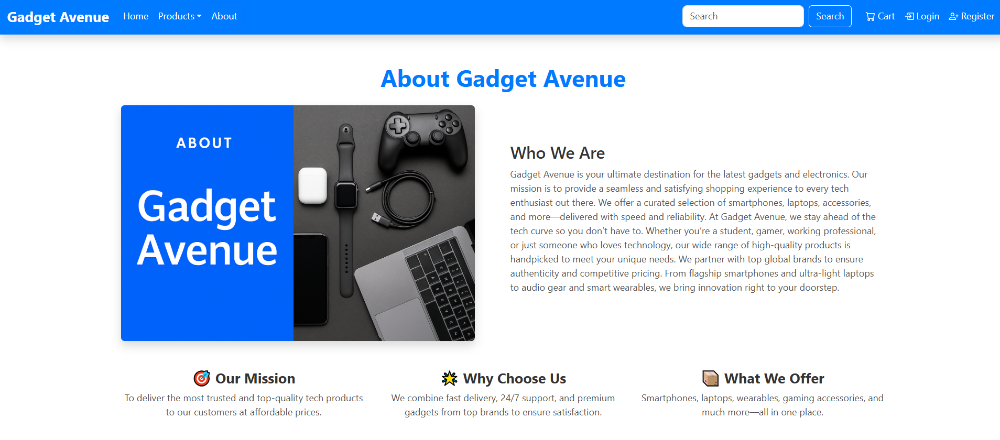 Gadget Avenue Home Products About Search Search Cart Login Register
About Gadget Avenue
ABOUT
Gadget
Avenue
Who We Are
Gadget Avenue is your ultimate destination for the latest gadgets and electronics. Our
mission is to provide a seamless and satisfying shopping experience to every tech
enthusiast out there. We offer a curated selection of smartphones, laptops, accessories,
and more—delivered with speed and reliability. At Gadget Avenue, we stay ahead of the
tech curve so you don’t have to. Whether you’re a student, gamer, working professional,
or just someone who loves technology, our wide range of high-quality products is
handpicked to meet your unique needs. We partner with top global brands to ensure
authenticity and competitive pricing. From flagship smartphones and ultra-light laptops
to audio gear and smart wearables, we bring innovation right to your doorstep.
Our Mission
To deliver the most trusted and top-quality tech products
to our customers at affordable prices.
Why Choose Us
We combine fast delivery, 24/7 support, and premium
gadgets from top brands to ensure satisfaction.
What We Offer
Smartphones, laptops, wearables, gaming accessories, and
much more—all in one place.